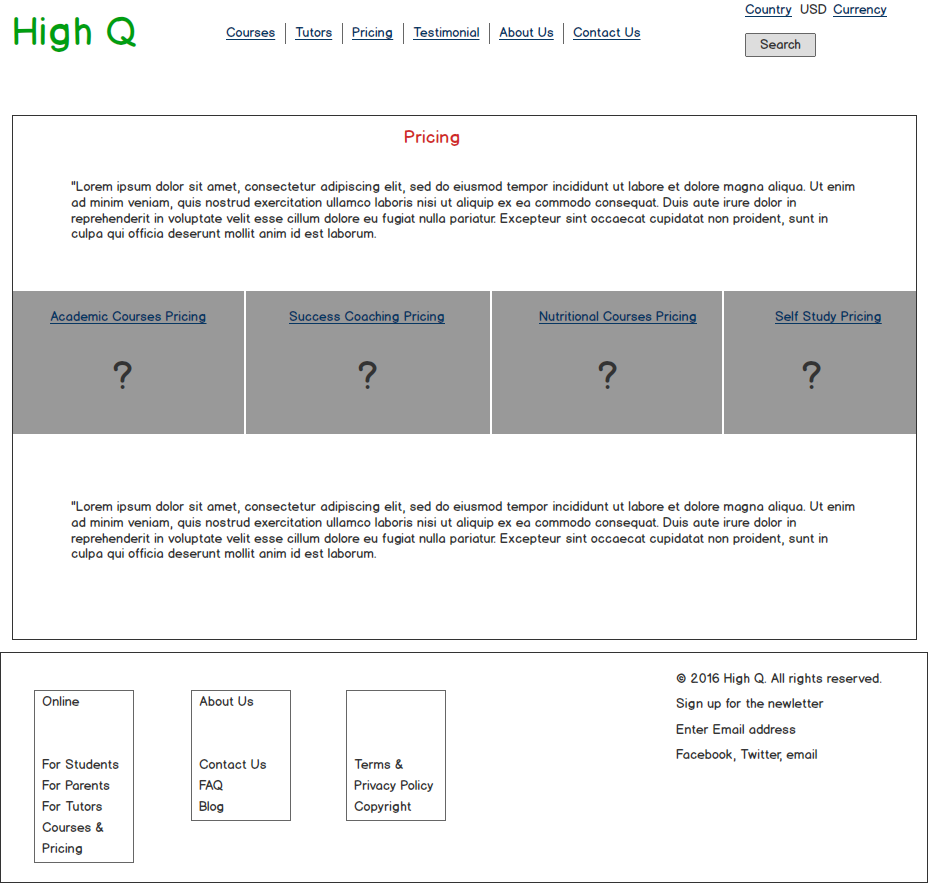 High Q
Courses Tutors Pricing Testimonial About Us Contact Us
Country USD Currency
Search
Pricing
"Lorem ipsum dolor sit amet, consectetur adipiscing elit, sed do eiusmod tempor incididunt ut labore et dolore magna aliqua. Ut enim
ad minim veniam, quis nostrud exercitation ullamco laboris nisi ut aliquip ex ea commodo consequat. Duis aute irure dolor in
reprehenderit in voluptate velit esse cillum dolore eu fugiat nulla pariatur. Excepteur sint occaecat cupidatat non proident, sunt in
culpa qui officia deserunt mollit anim id est laborum.
Academic Courses Pricing
?
Success Coaching Pricing
?
Nutritional Courses Pricing
?
Self Study Pricing
?
"Lorem ipsum dolor sit amet, consectetur adipiscing elit, sed do eiusmod tempor incididunt ut labore et dolore magna aliqua. Ut enim
ad minim veniam, quis nostrud exercitation ullamco laboris nisi ut aliquip ex ea commodo consequat. Duis aute irure dolor in
reprehenderit in voluptate velit esse cillum dolore eu fugiat nulla pariatur. Excepteur sint occaecat cupidatat non proident, sunt in
culpa qui officia deserunt mollit anim id est laborum.
Online
For Students
For Parents
For Tutors
Courses &
Pricing
About Us
Contact Us
FAQ
Blog
Terms &
Privacy Policy
Copyright
© 2016 High Q. All rights reserved.
Sign up for the newletter
Enter Email address
Facebook, Twitter, email